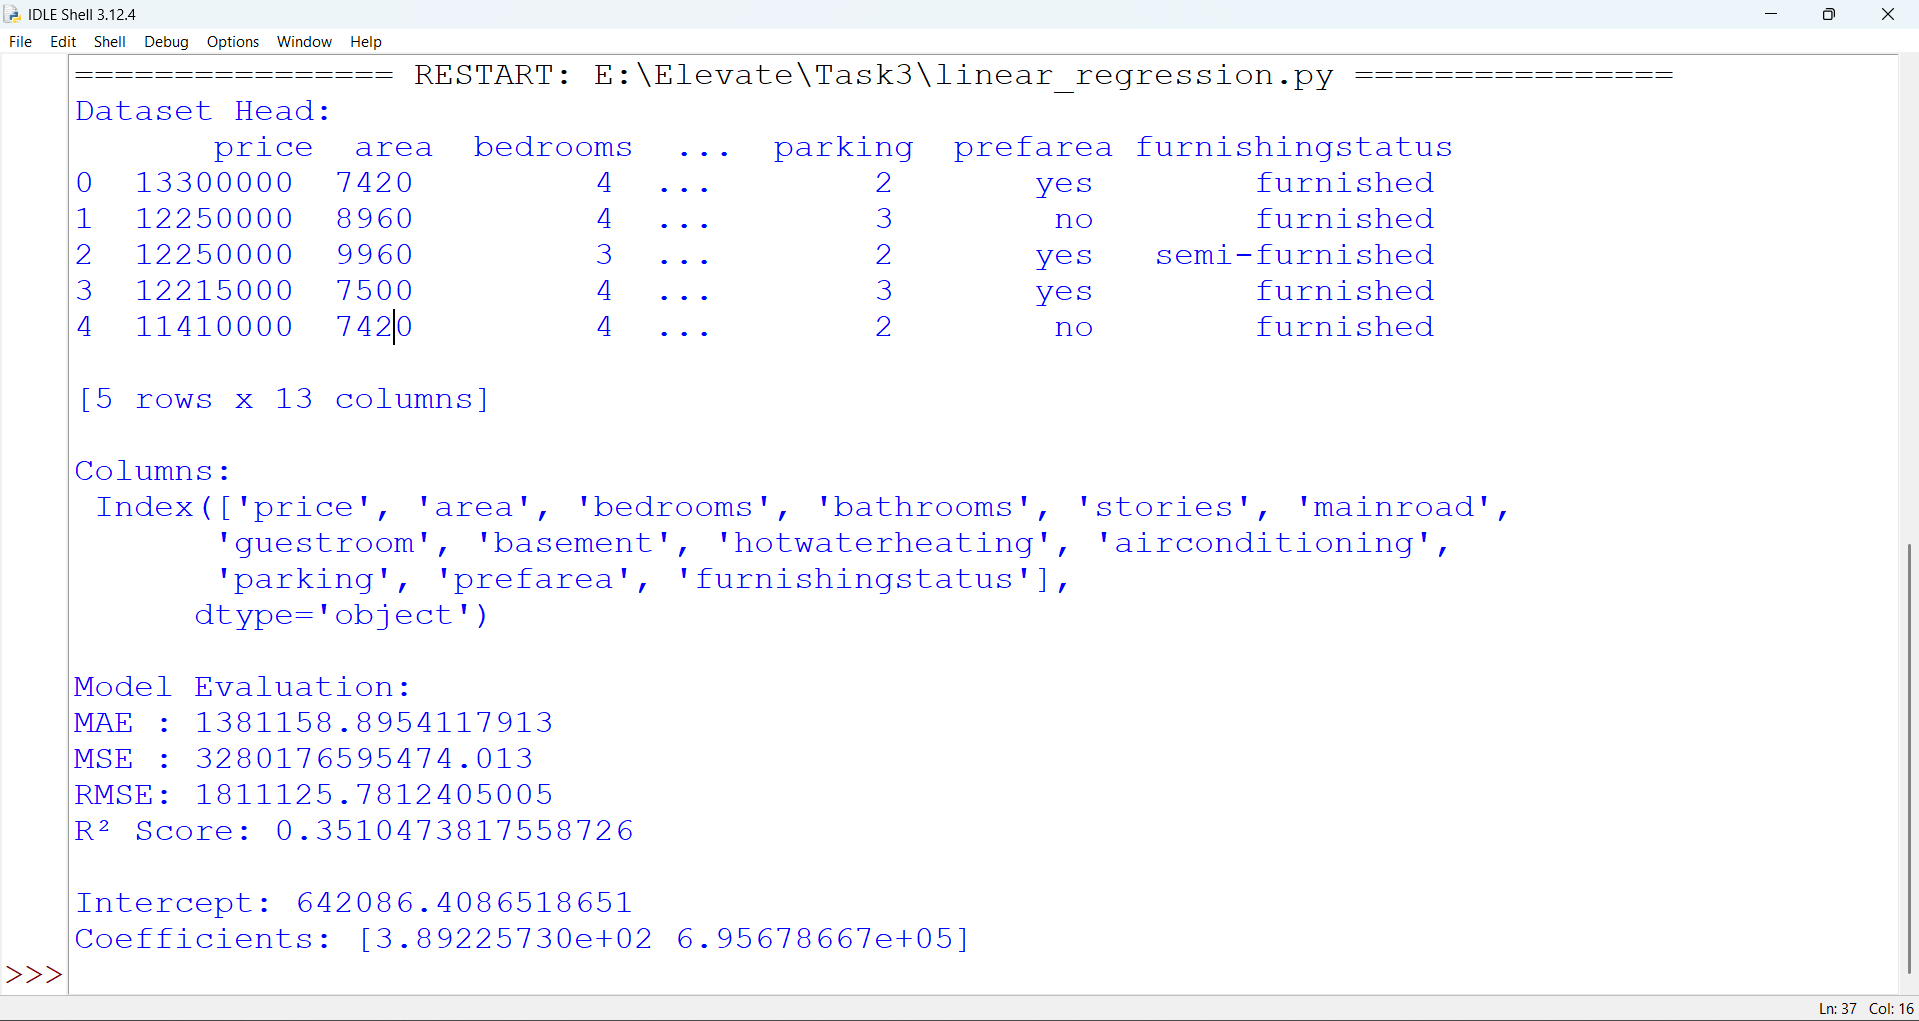 IDLE Shell 3.12.4
File Edit Shell Debug Options Window Help
================ RESTART: E:\Elevate\Task3\linear_regression.py ================
Dataset Head:
       price  area  bedrooms  ...  parking  prefarea furnishingstatus
0  13300000  7420         4  ...        2       yes        furnished
1  12250000  8960         4  ...        3        no        furnished
2  12250000  9960         3  ...        2       yes   semi-furnished
3  12215000  7500         4  ...        3       yes        furnished
4  11410000  7420         4  ...        2        no        furnished
[5 rows x 13 columns]
Columns:
 Index(['price', 'area', 'bedrooms', 'bathrooms', 'stories', 'mainroad',
       'guestroom', 'basement', 'hotwaterheating', 'airconditioning',
       'parking', 'prefarea', 'furnishingstatus'],
      dtype='object')
Model Evaluation:
MAE : 1381158.8954117913
MSE : 3280176595474.013
RMSE: 1811125.7812405005
R² Score: 0.3510473817558726
Intercept: 642086.4086518651
Coefficients: [3.89225730e+02 6.95678667e+05]
>>>
Ln: 37 Col: 16